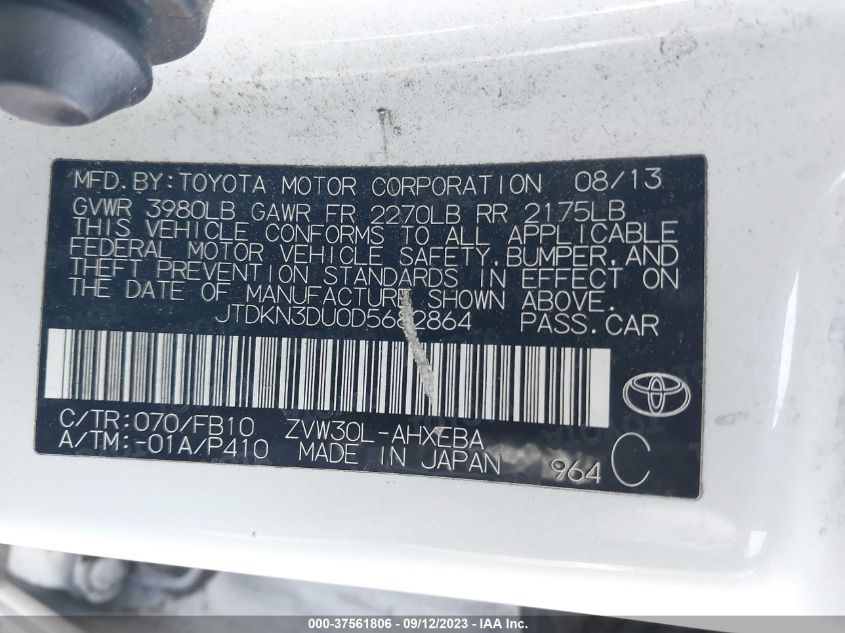 MFD.BY:TOYOTA MOTOR CORPORATION 08/13
GVWR 3980LB GAWR FR 2270LB RR 2175LB
THIS VEHICLE CONFORMS TO ALL APPLICABLE
FEDERAL MOTOR VEHICLE SAFETY,BUMPER,AND
THEFT PREVENTION STANDARDS IN EFFECT ON
THE DATE OF MANUFACTURE SHOWN ABOVE.
JTDKN3DU0D5682864 PASS.CAR
C/TR:070/FB10 ZVW30L-AHXEBA
A/TM:-01A/P410 MADE IN JAPAN 964 C
000-37561806 - 09/12/2023 - IAA Inc.